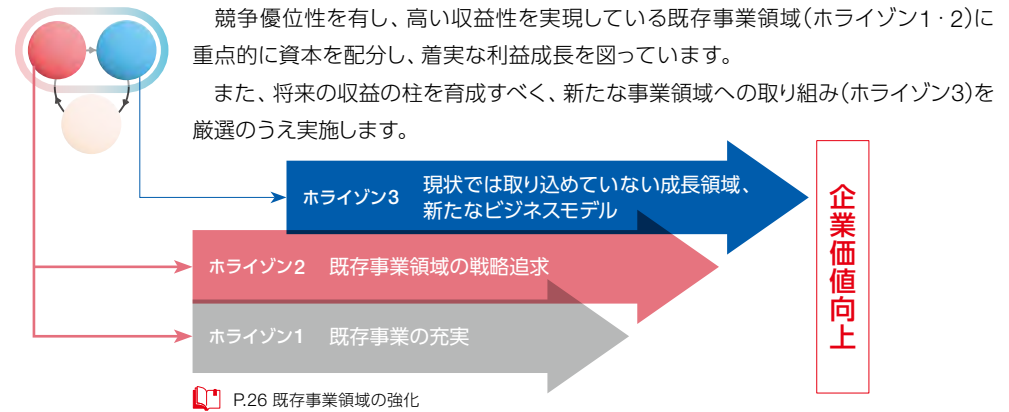 競争優位性を有し、高い収益性を実現している既存事業領域(ホライゾン1・2)に
重点的に資本を配分し、着実な利益成長を図っています。
また、将来の収益の柱を育成すべく、新たな事業領域への取り組み(ホライゾン3)を
厳選のうえ実施します。
ホライゾン3 現状では取り込めていない成長領域、
新たなビジネスモデル
ホライゾン2 既存事業領域の戦略追求
ホライゾン1 既存事業の充実
企業価値向上
P.26 既存事業領域の強化